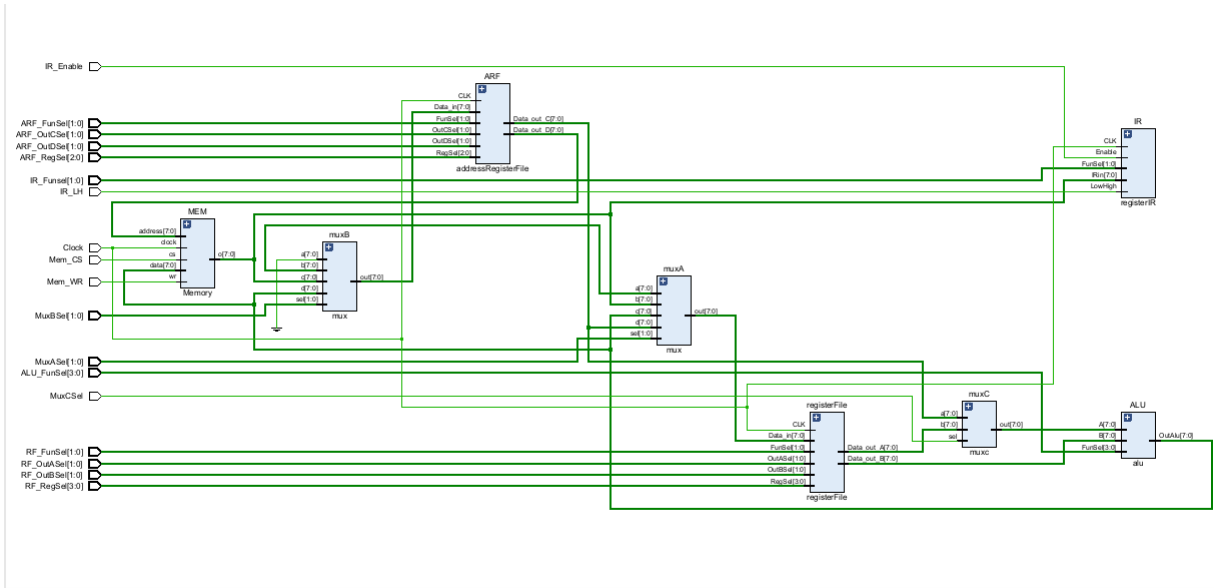 IR_Enable
ARF_FunSel[1:0]
ARF_OutCSel[1:0]
ARF_OutDSel[1:0]
ARF_RegSel[2:0]
IR_Funsel[1:0]
IR_LH
Clock
Mem_CS
Mem_WR
MuxBSel[1:0]
MuxASel[1:0]
ALU_FunSel[3:0]
MuxCSel
RF_FunSel[1:0]
RF_OutASel[1:0]
RF_OutBSel[1:0]
RF_RegSel[3:0]
MEM
address[7:0]
clock
cs
data[7:0]
wr
o[7:0]
Memory
muxB
a[7:0]
b[7:0]
c[7:0]
d[7:0]
sel[1:0]
out[7:0]
mux
ARF
CLK
Data_in[7:0]
FunSel[1:0]
OutCSel[1:0]
OutDSel[1:0]
RegSel[2:0]
Data_out_C[7:0]
Data_out_D[7:0]
addressRegisterFile
muxA
a[7:0]
b[7:0]
c[7:0]
d[7:0]
sel[1:0]
out[7:0]
mux
registerFile
CLK
Data_in[7:0]
FunSel[1:0]
OutASel[1:0]
OutBSel[1:0]
RegSel[3:0]
Data_out_A[7:0]
Data_out_B[7:0]
registerFile
muxC
a[7:0]
b[7:0]
sel
out[7:0]
muxc
IR
CLK
Enable
FunSel[1:0]
IRin[7:0]
LowHigh
registerIR
ALU
A[7:0]
B[7:0]
FunSel[3:0]
OutAlu[7:0]
alu